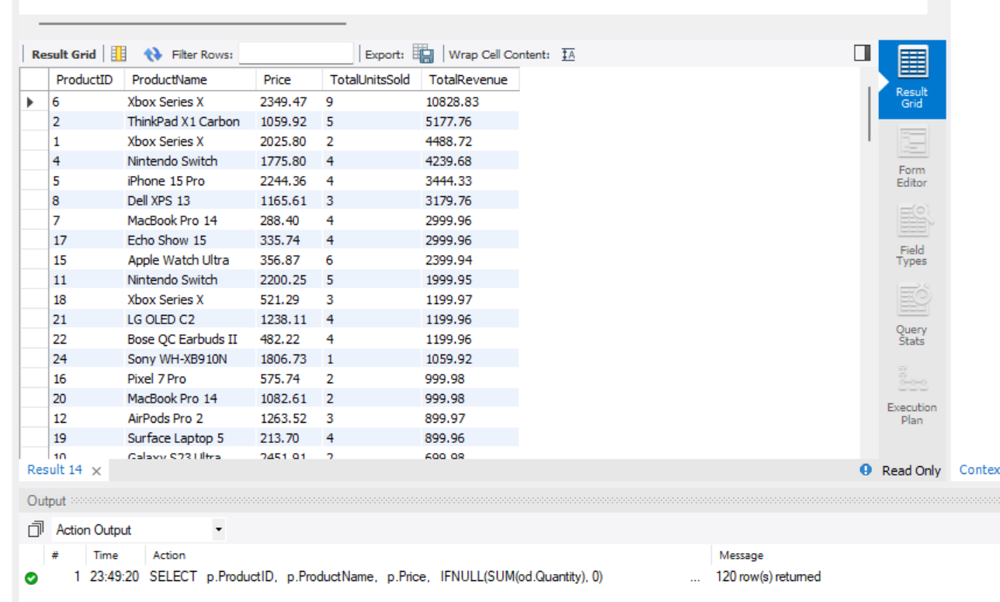 Result Grid Filter Rows: Export: Wrap Cell Content: IA
ProductID ProductName Price TotalUnitsSold TotalRevenue
6 Xbox Series X 2349.47 9 10828.83
2 ThinkPad X1 Carbon 1059.92 5 5177.76
1 Xbox Series X 2025.80 2 4488.72
4 Nintendo Switch 1775.80 4 4239.68
5 iPhone 15 Pro 2244.36 4 3444.33
8 Dell XPS 13 1165.61 3 3179.76
7 MacBook Pro 14 288.40 4 2999.96
17 Echo Show 15 335.74 4 2999.96
15 Apple Watch Ultra 356.87 6 2399.94
11 Nintendo Switch 2200.25 5 1999.95
18 Xbox Series X 521.29 3 1199.97
21 LG OLED C2 1238.11 4 1199.96
22 Bose QC Earbuds II 482.22 4 1199.96
24 Sony WH-XB910N 1806.73 1 1059.92
16 Pixel 7 Pro 575.74 2 999.98
20 MacBook Pro 14 1082.61 2 999.98
12 AirPods Pro 2 1263.52 3 899.97
19 Surface Laptop 5 213.70 4 899.96
10 Galaxy S23 Ultra 2451.91 2 699.98
Result
Grid
Form
Editor
Field
Types
Query
Stats
Execution
Plan
Result 14 Read Only Contex
Output
Action Output
# Time Action Message
1 23:49:20 SELECT p.ProductID, p.ProductName, p.Price, IFNULL(SUM(od.Quantity), 0) ... 120 row(s) returned